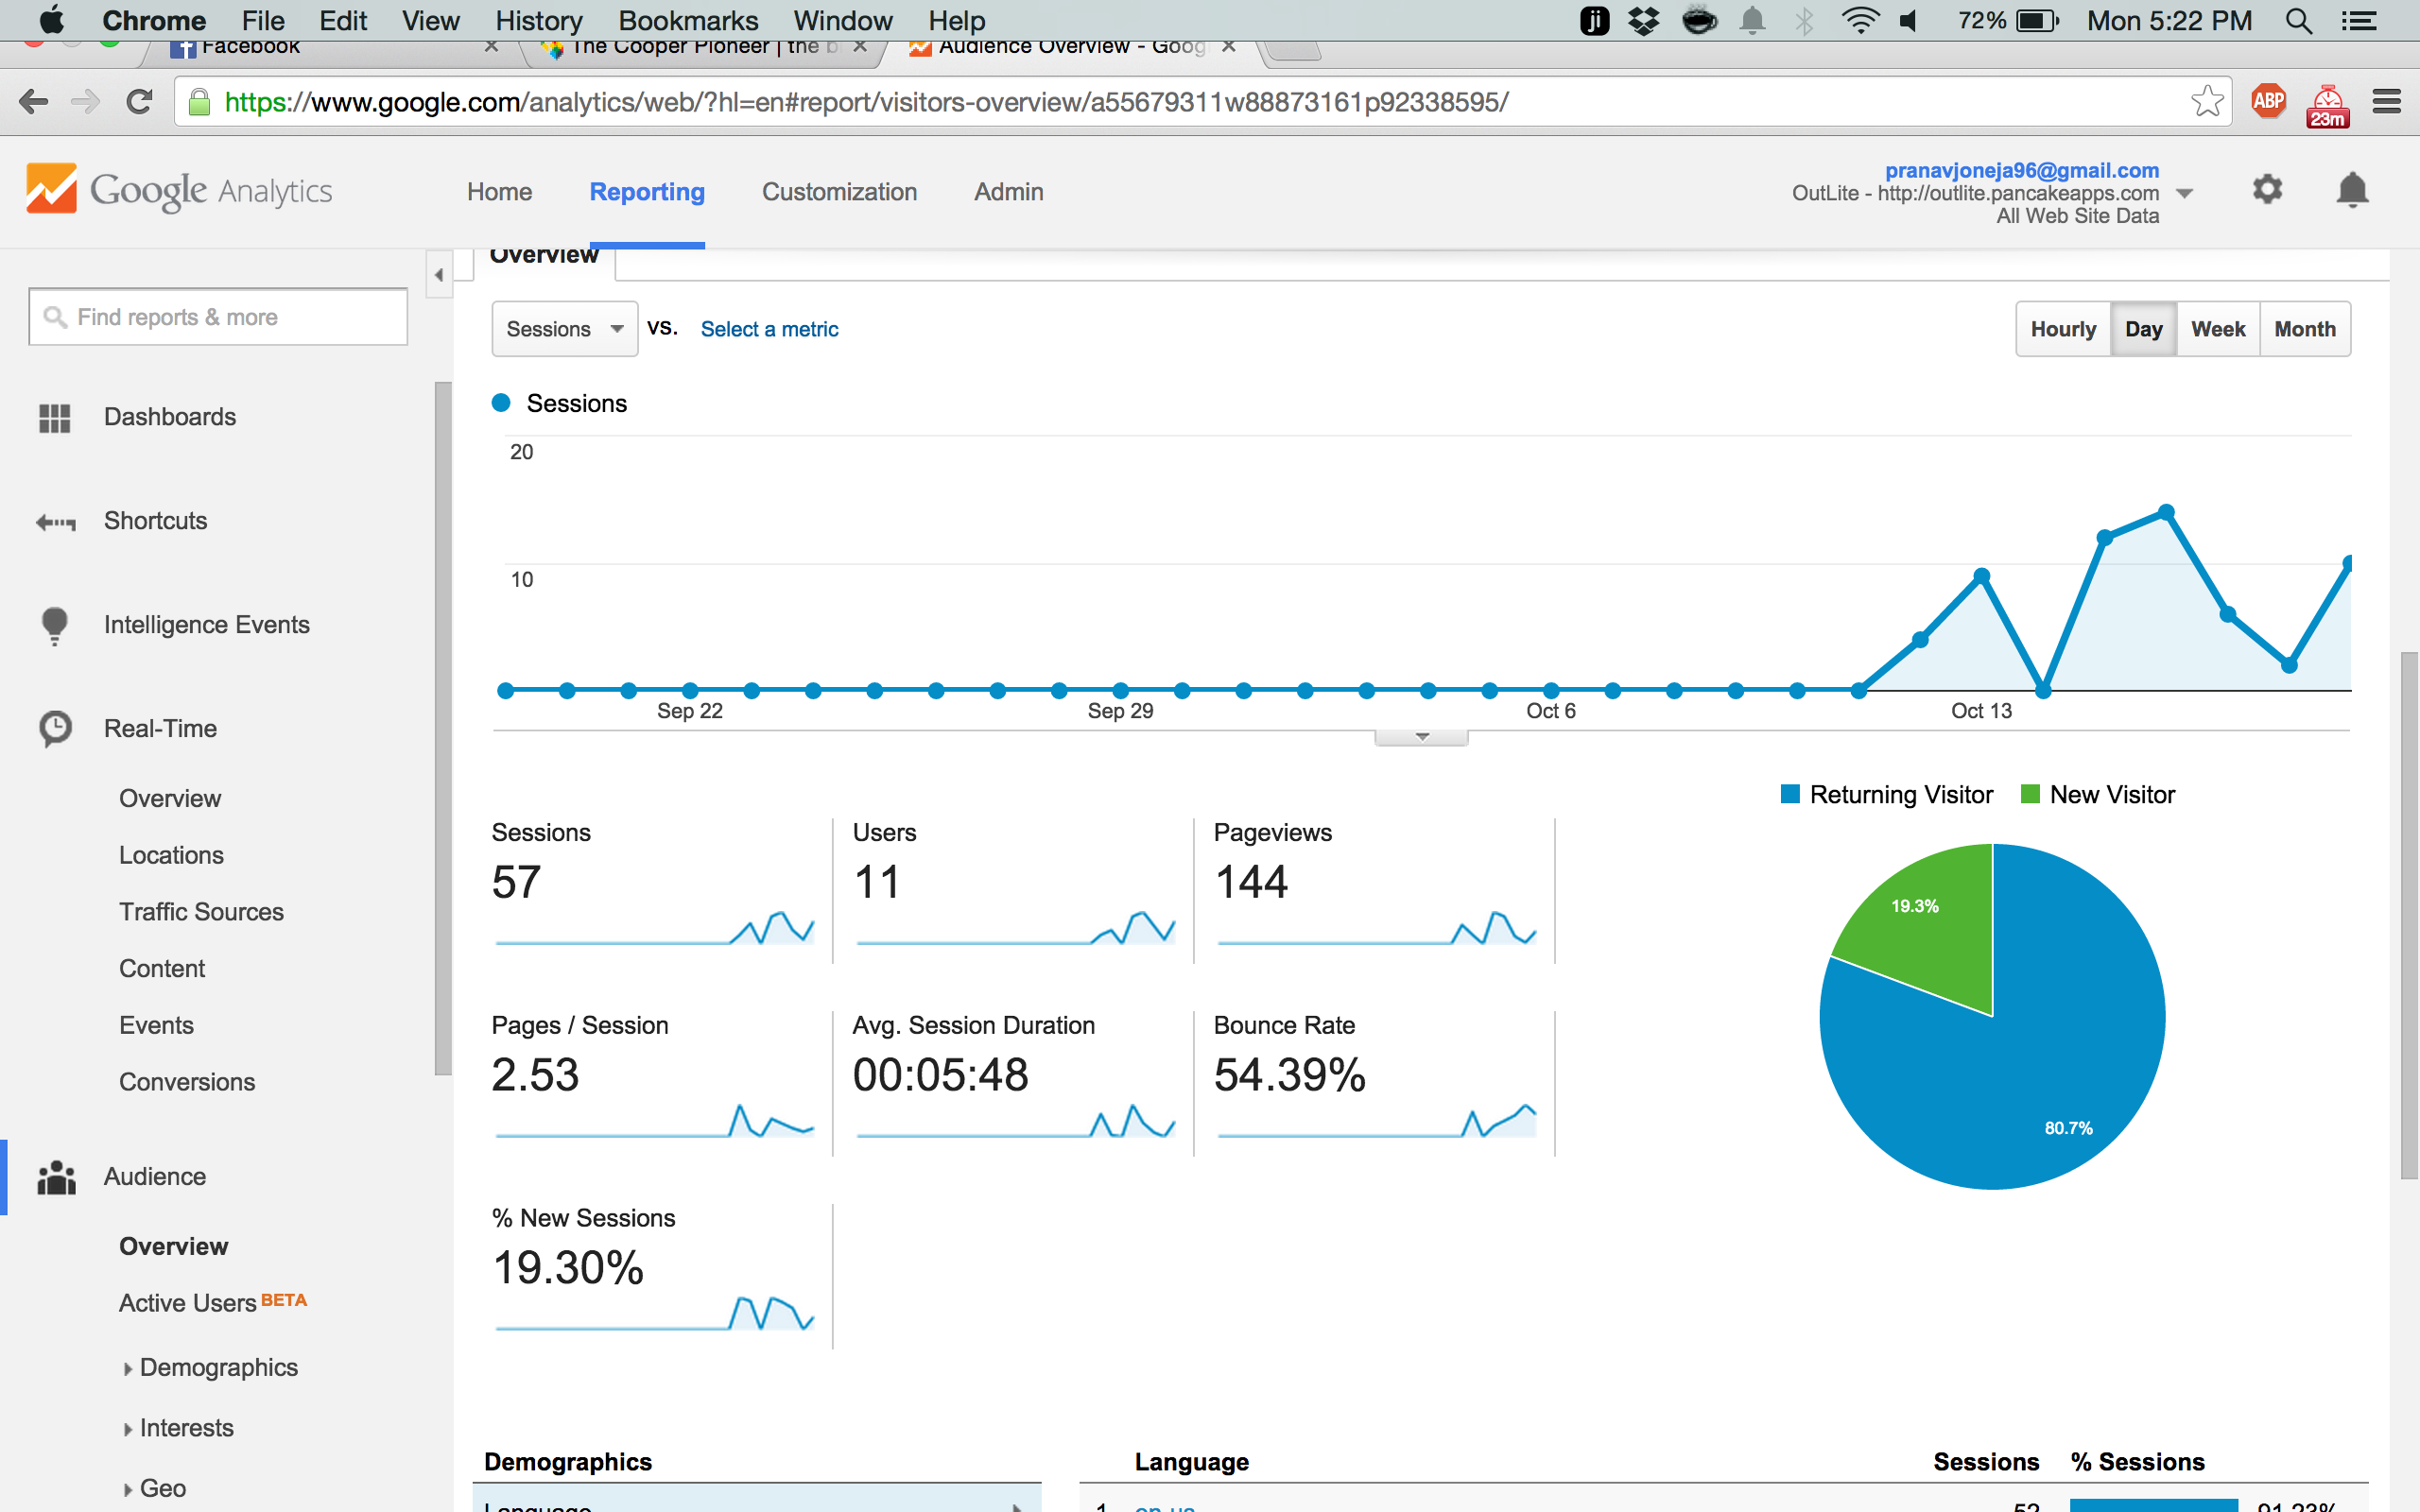 Chrome File Edit View History Bookmarks Window Help 72% Mon 5:22 PM
Facebook The Cooper Pioneer | the b Audience Overview - Goog
https://www.google.com/analytics/web/?hl=en#report/visitors-overview/a55679311w88873161p92338595/
ABP
23m
Google Analytics
Home Reporting Customization Admin
pranavjoneja96@gmail.com
OutLite - http://outlite.pancakeapps.com
All Web Site Data
Find reports & more
Dashboards
Shortcuts
Intelligence Events
Real-Time
Overview
Locations
Traffic Sources
Content
Events
Conversions
Audience
Overview
Active Users BETA
Demographics
Interests
Geo
Overview
Sessions VS. Select a metric
Hourly Day Week Month
Sessions
20
10
Sep 22 Sep 29 Oct 6 Oct 13
Returning Visitor New Visitor
19.3%
80.7%
Sessions
57
Users
11
Pageviews
144
Pages / Session
2.53
Avg. Session Duration
00:05:48
Bounce Rate
54.39%
% New Sessions
19.30%
Demographics
Language
Language Sessions % Sessions
1. en-us 52 91.23%